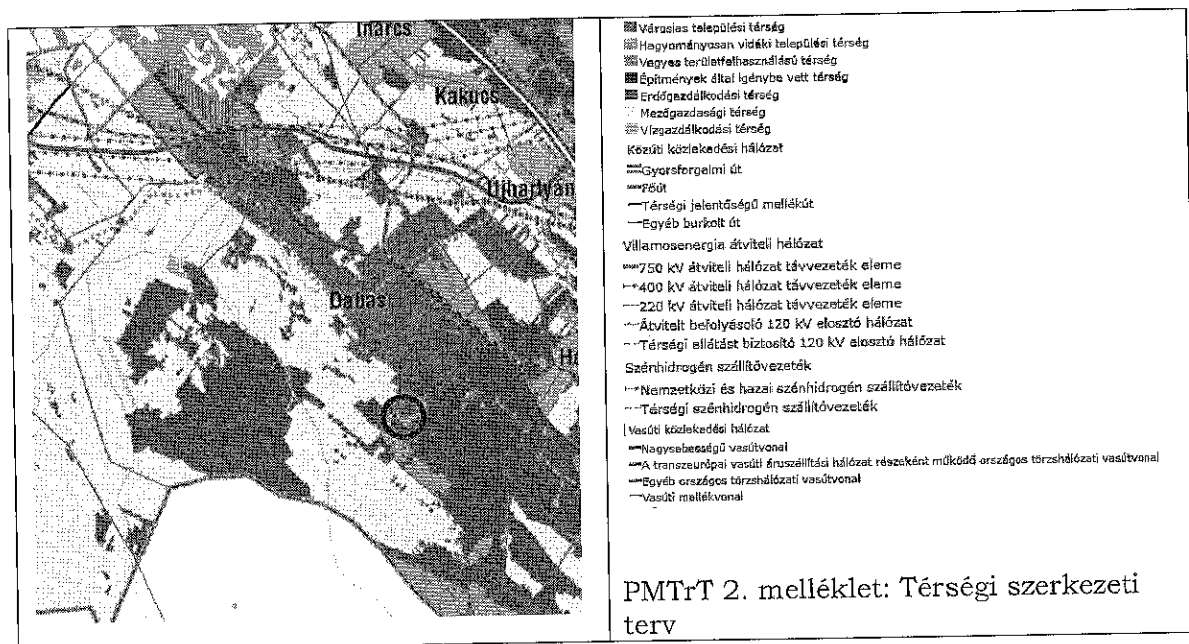 Inárcs
Kakucs
Újhartyán
Dabas
Városias települési térség
Hagyományosan vidéki települési térség
Vegyes területfelhasználású térség
Építmények által igénybe vett térség
Erdőgazdálkodási térség
Mezőgazdasági térség
Vízgazdálkodási térség
Közúti közlekedési hálózat
Gyorsforgalmi út
Főút
Térségi jelentőségű mellékút
Egyéb burkolt út
Villamosenergia átviteli hálózat
750 kV átviteli hálózat távvezeték eleme
400 kV átviteli hálózat távvezeték eleme
220 kV átviteli hálózat távvezeték eleme
Átvitelt befolyásoló 120 kV elosztó hálózat
Térségi ellátást biztosító 120 kV elosztó hálózat
Szénhidrogén szállítóvezeték
Nemzetközi és hazai szénhidrogén szállítóvezeték
Térségi szénhidrogén szállítóvezeték
Vasúti közlekedési hálózat
Nagysebességű vasútvonal
A transzeurópai vasúti áruszállítási hálózat részeként működő országos törzshálózati vasútvonal
Egyéb országos törzshálózati vasútvonal
Vasúti mellékvonal
PMTrT 2. melléklet: Térségi szerkezeti
terv